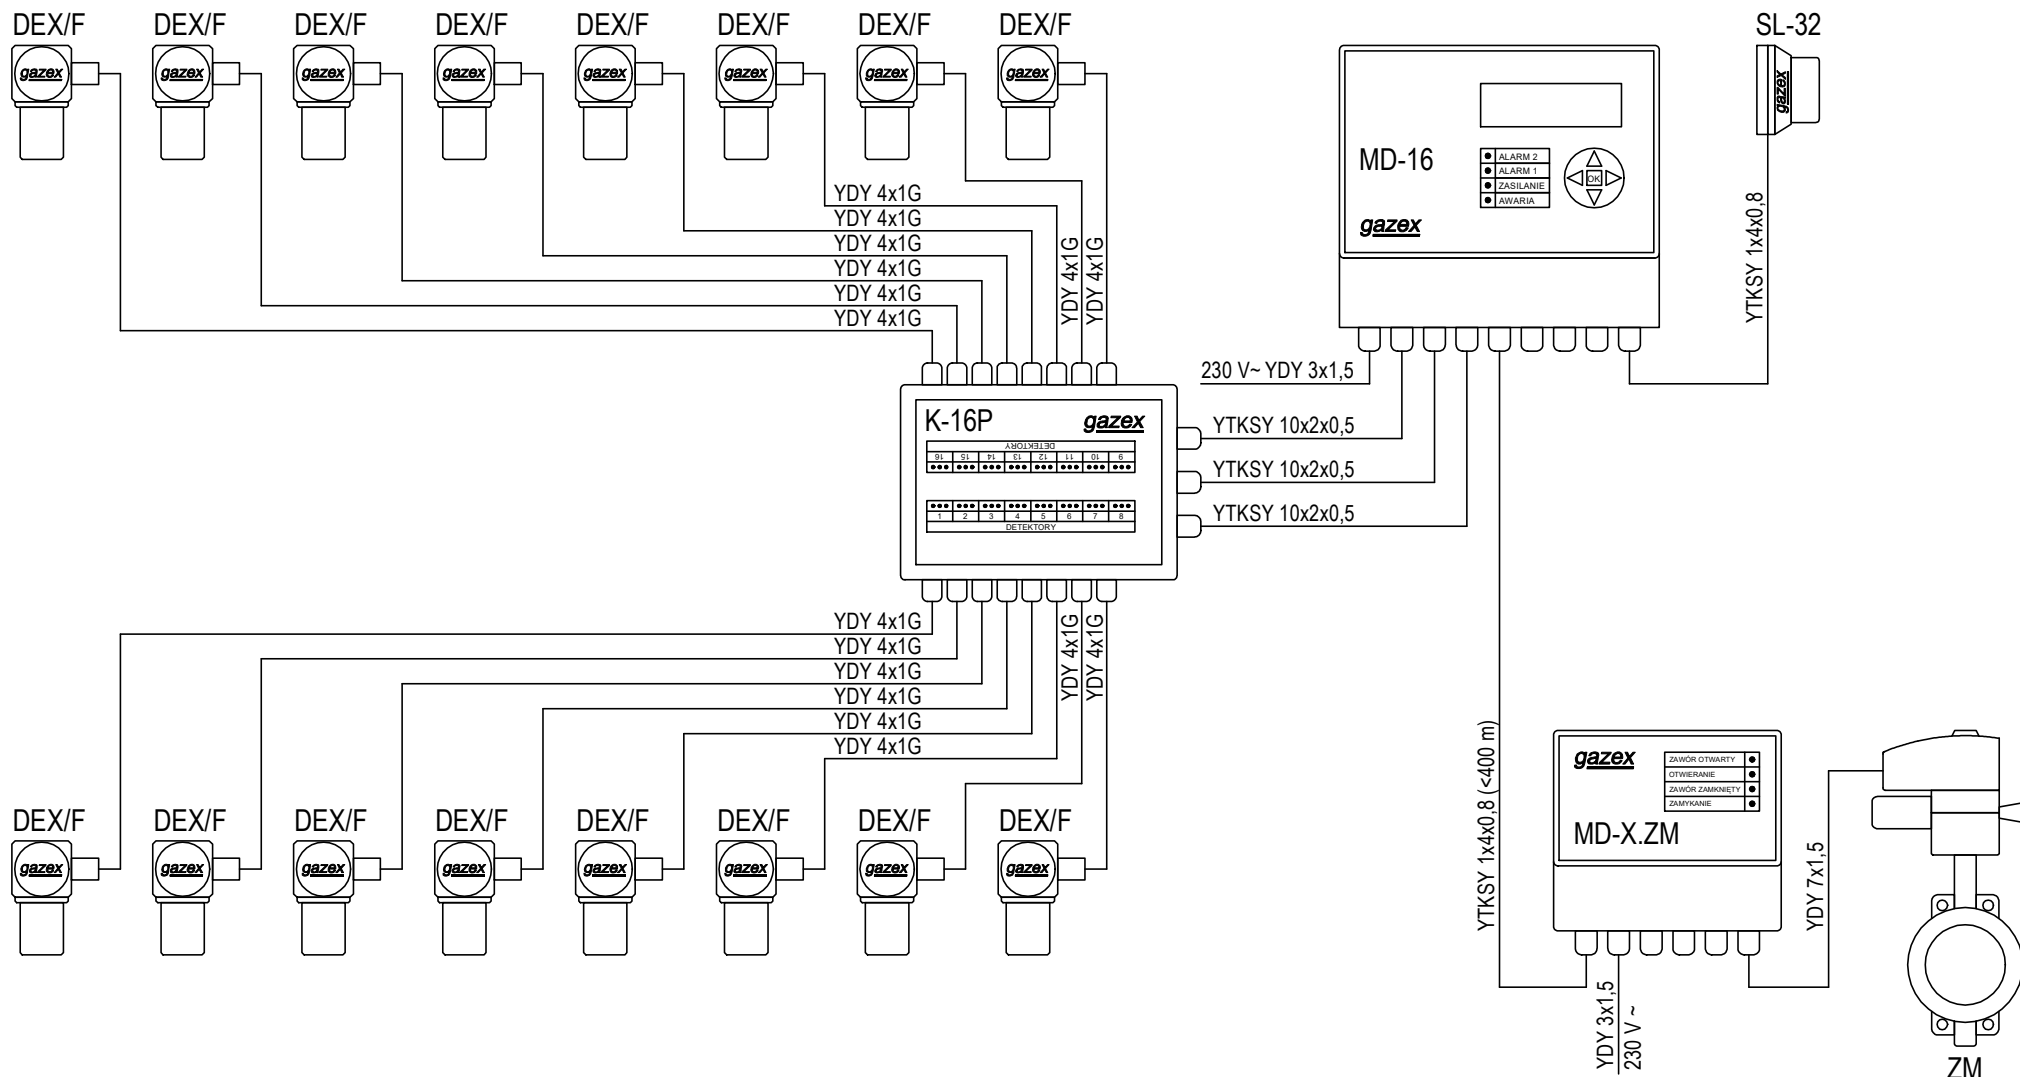 DEX/F DEX/F DEX/F DEX/F DEX/F DEX/F DEX/F DEX/F
gazex gazex gazex gazex gazex gazex gazex gazex
YDY 4x1G
YDY 4x1G
YDY 4x1G
YDY 4x1G
YDY 4x1G
YDY 4x1G
YDY 4x1G
YDY 4x1G
MD-16
ALARM 2
ALARM 1
ZASILANIE
AWARIA
OK
gazex
SL-32
gazex
YTKSY 1x4x0,8
230 V~ YDY 3x1,5
YTKSY 10x2x0,5
YTKSY 10x2x0,5
YTKSY 10x2x0,5
K-16P gazex
DETEKTORY
16 15 14 13 12 11 10 9
1 2 3 4 5 6 7 8
DETEKTORY
YDY 4x1G
YDY 4x1G
YDY 4x1G
YDY 4x1G
YDY 4x1G
YDY 4x1G
YDY 4x1G
YDY 4x1G
DEX/F DEX/F DEX/F DEX/F DEX/F DEX/F DEX/F DEX/F
gazex gazex gazex gazex gazex gazex gazex gazex
YTKSY 1x4x0,8 (<400 m)
gazex
ZAWÓR OTWARTY
OTWIERANIE
ZAWÓR ZAMKNIĘTY
ZAMYKANIE
MD-X.ZM
YDY 7x1,5
YDY 3x1,5
230 V ~
ZM